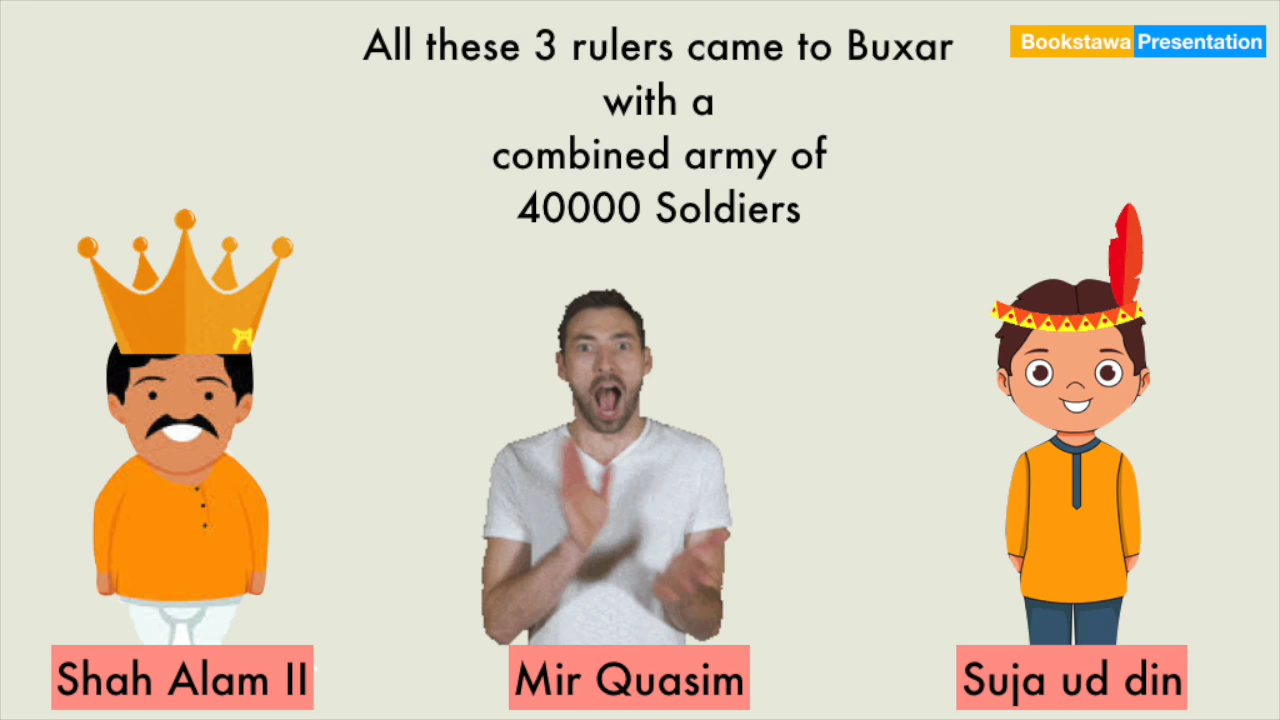 All these 3 rulers came to Buxar
Bookstawa Presentation
with a
combined army of
40000 Soldiers
Shah Alam II
Mir Quasim
Suja ud din